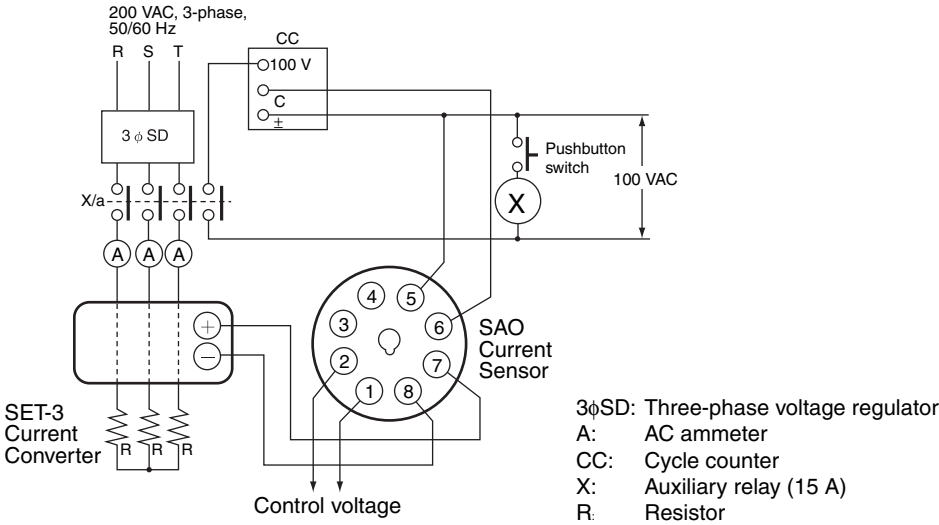 200 VAC, 3-phase,
50/60 Hz
R S T
CC
100 V
C
±
3 ϕ SD
Pushbutton
switch
X/a
X
100 VAC
A A A
4 5
3 6
2 7
1 8
+
−
SAO
Current
Sensor
SET-3
Current
Converter
R R R
Control voltage
3ϕSD: Three-phase voltage regulator
A: AC ammeter
CC: Cycle counter
X: Auxiliary relay (15 A)
R: Resistor